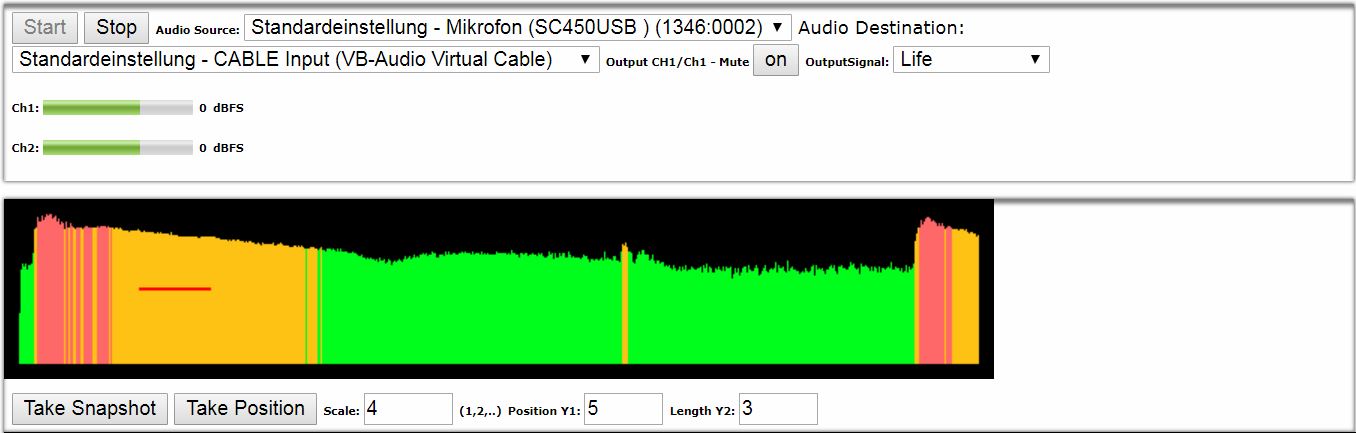 Start Stop Audio Source: Standardeinstellung - Mikrofon (SC450USB ) (1346:0002) Audio Destination:
Standardeinstellung - CABLE Input (VB-Audio Virtual Cable) Output CH1/Ch1 - Mute on OutputSignal: Life
Ch1: 0 dBFS
Ch2: 0 dBFS
Take Snapshot Take Position Scale: 4 (1,2,..) Position Y1: 5 Length Y2: 3